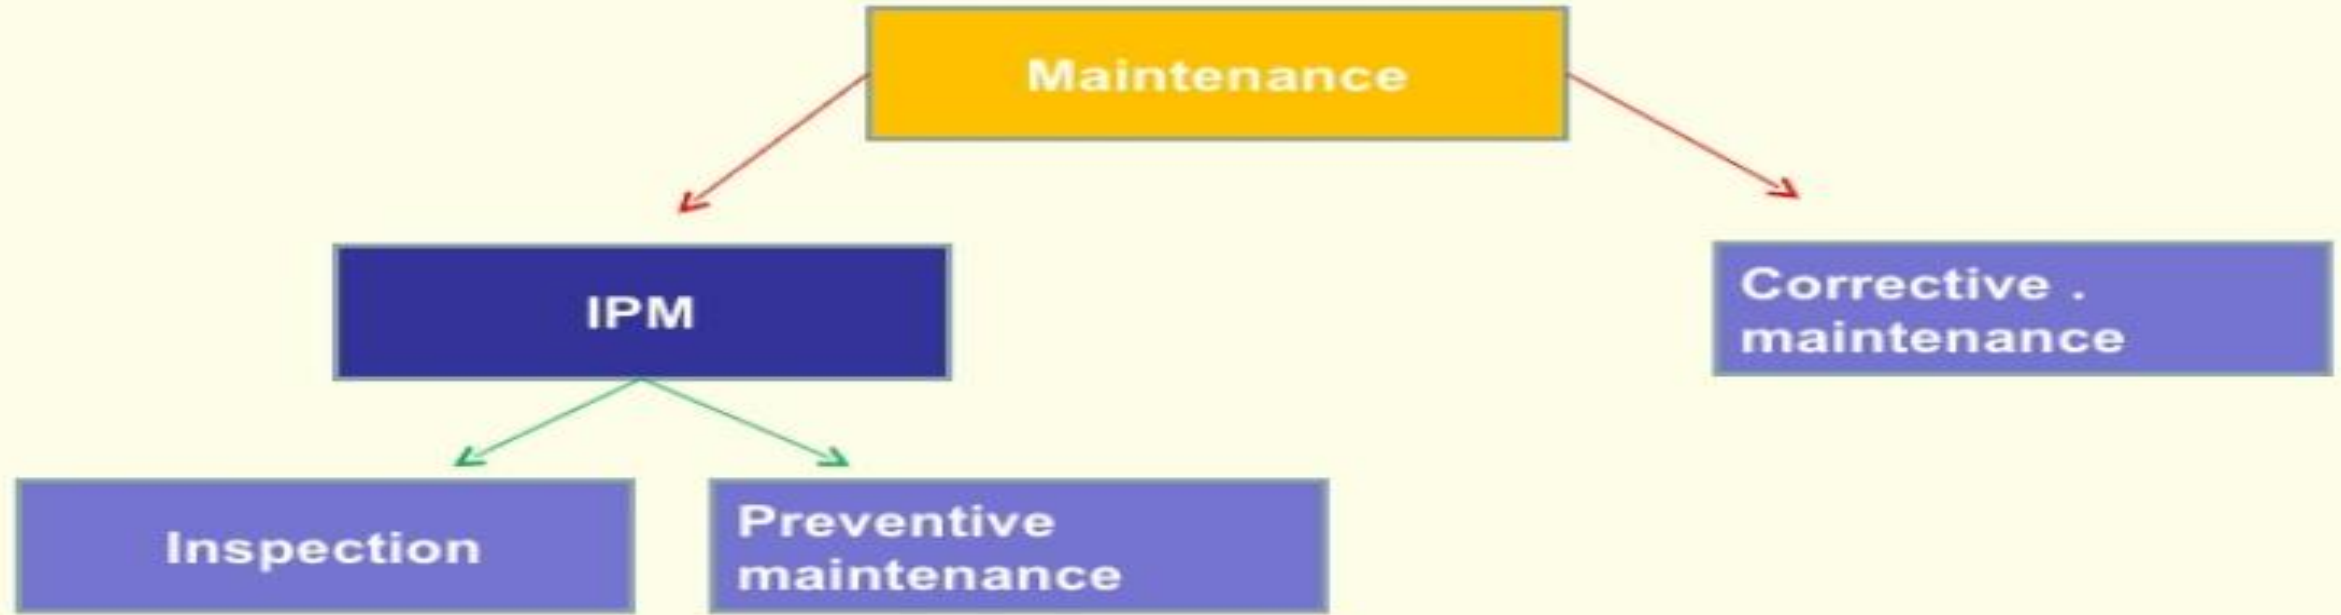 Maintenance
IPM
Corrective .
maintenance
Inspection
Preventive
maintenance